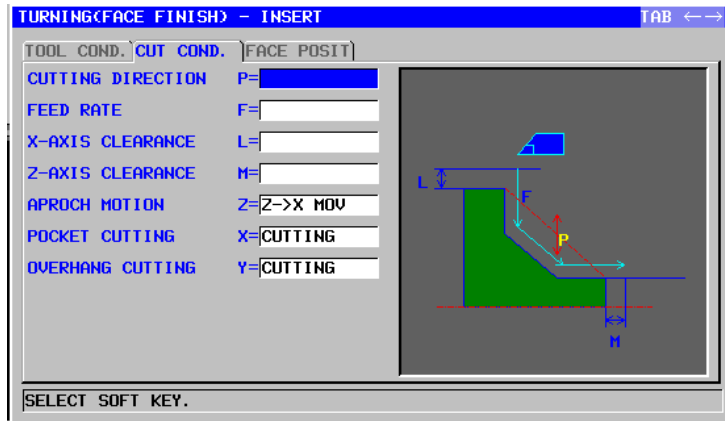 TURNING(FACE FINISH) - INSERT TAB ←→
TOOL COND. CUT COND. FACE POSIT
CUTTING DIRECTION P=
FEED RATE F=
X-AXIS CLEARANCE L=
Z-AXIS CLEARANCE M=
APROCH MOTION Z=Z->X MOV
POCKET CUTTING X=CUTTING
OVERHANG CUTTING Y=CUTTING
L
F
P
M
SELECT SOFT KEY.